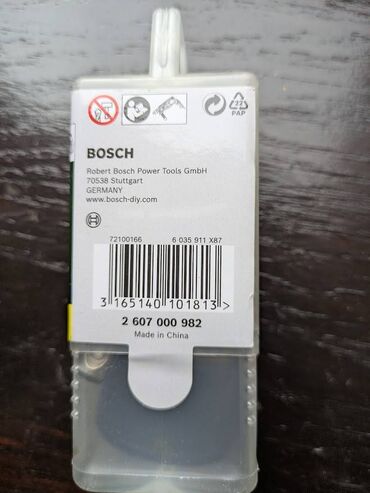 22
PAP
BOSCH
Robert Bosch Power Tools GmbH
70538 Stuttgart
GERMANY
www.bosch-diy.com
72100166 6 035 911 X87
3 165140 101813 >
2 607 000 982
Made in China